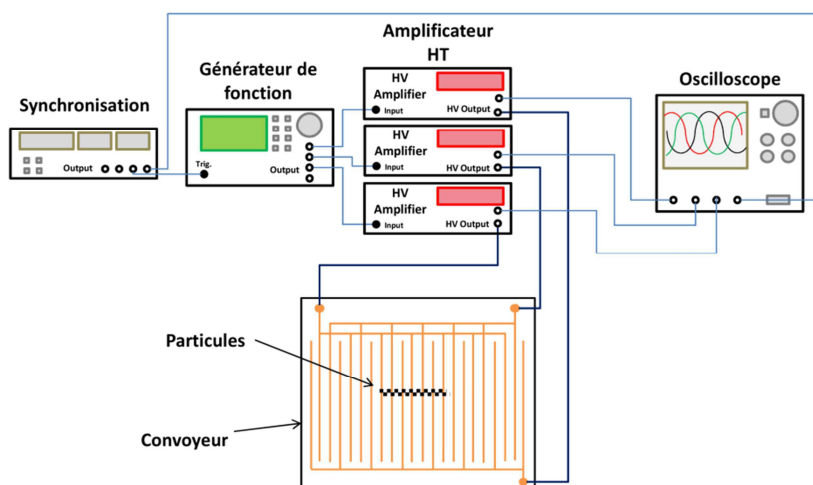 Synchronisation
Output
Générateur de
fonction
Trig.
Output
Amplificateur
HT
HV
Amplifier
Input
HV Output
HV
Amplifier
Input
HV Output
HV
Amplifier
Input
HV Output
Oscilloscope
Particules
Convoyeur